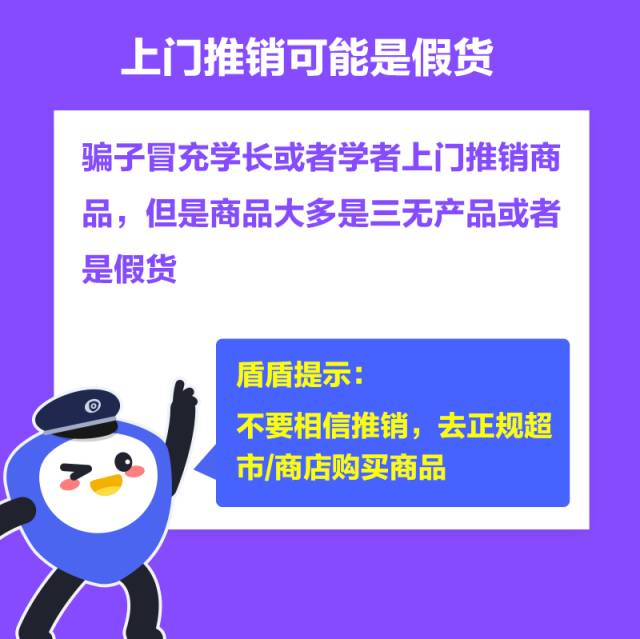 上门推销可能是假货
骗子冒充学长或者学者上门推销商
品，但是商品大多是三无产品或者
是假货
盾盾提示：
不要相信推销，去正规超
市/商店购买商品